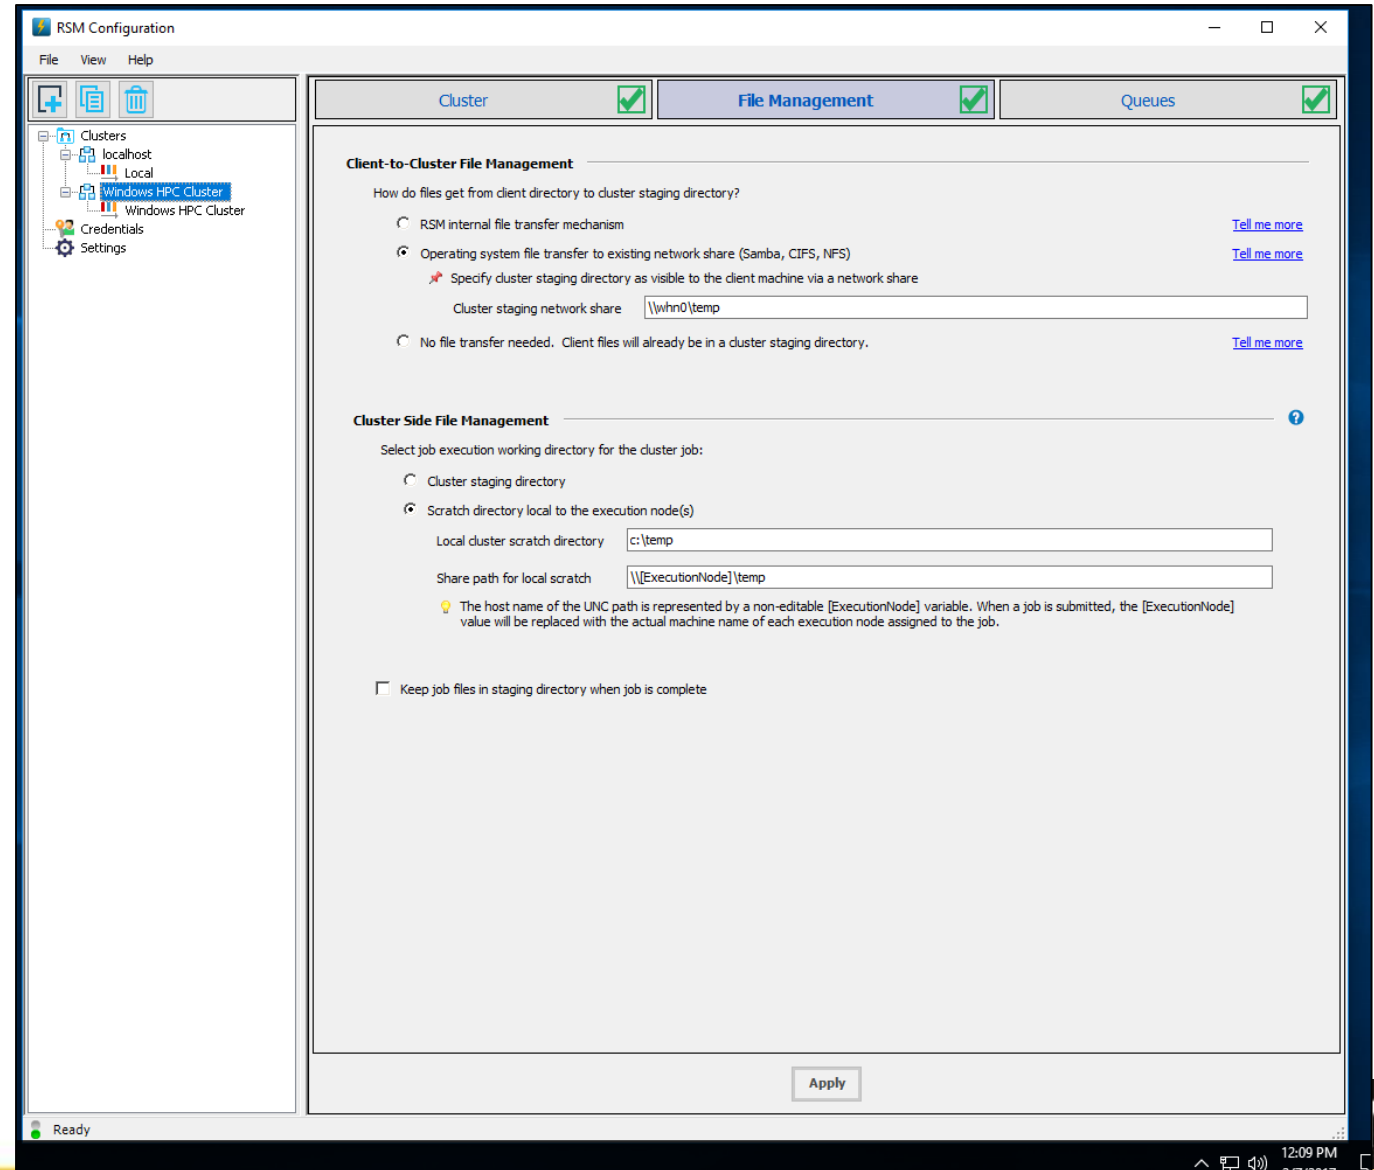 RSM Configuration
File View Help
Cluster
File Management
Queues
Clusters
localhost
Local
Windows HPC Cluster
Windows HPC Cluster
Credentials
Settings
Client-to-Cluster File Management
How do files get from client directory to cluster staging directory?
RSM internal file transfer mechanism Tell me more
Operating system file transfer to existing network share (Samba, CIFS, NFS) Tell me more
Specify cluster staging directory as visible to the client machine via a network share
Cluster staging network share \\whn0\temp
No file transfer needed. Client files will already be in a cluster staging directory. Tell me more
Cluster Side File Management
Select job execution working directory for the cluster job:
Cluster staging directory
Scratch directory local to the execution node(s)
Local cluster scratch directory c:\temp
Share path for local scratch \\[ExecutionNode]\temp
The host name of the UNC path is represented by a non-editable [ExecutionNode] variable. When a job is submitted, the [ExecutionNode]
value will be replaced with the actual machine name of each execution node assigned to the job.
Keep job files in staging directory when job is complete
Apply
Ready
12:09 PM